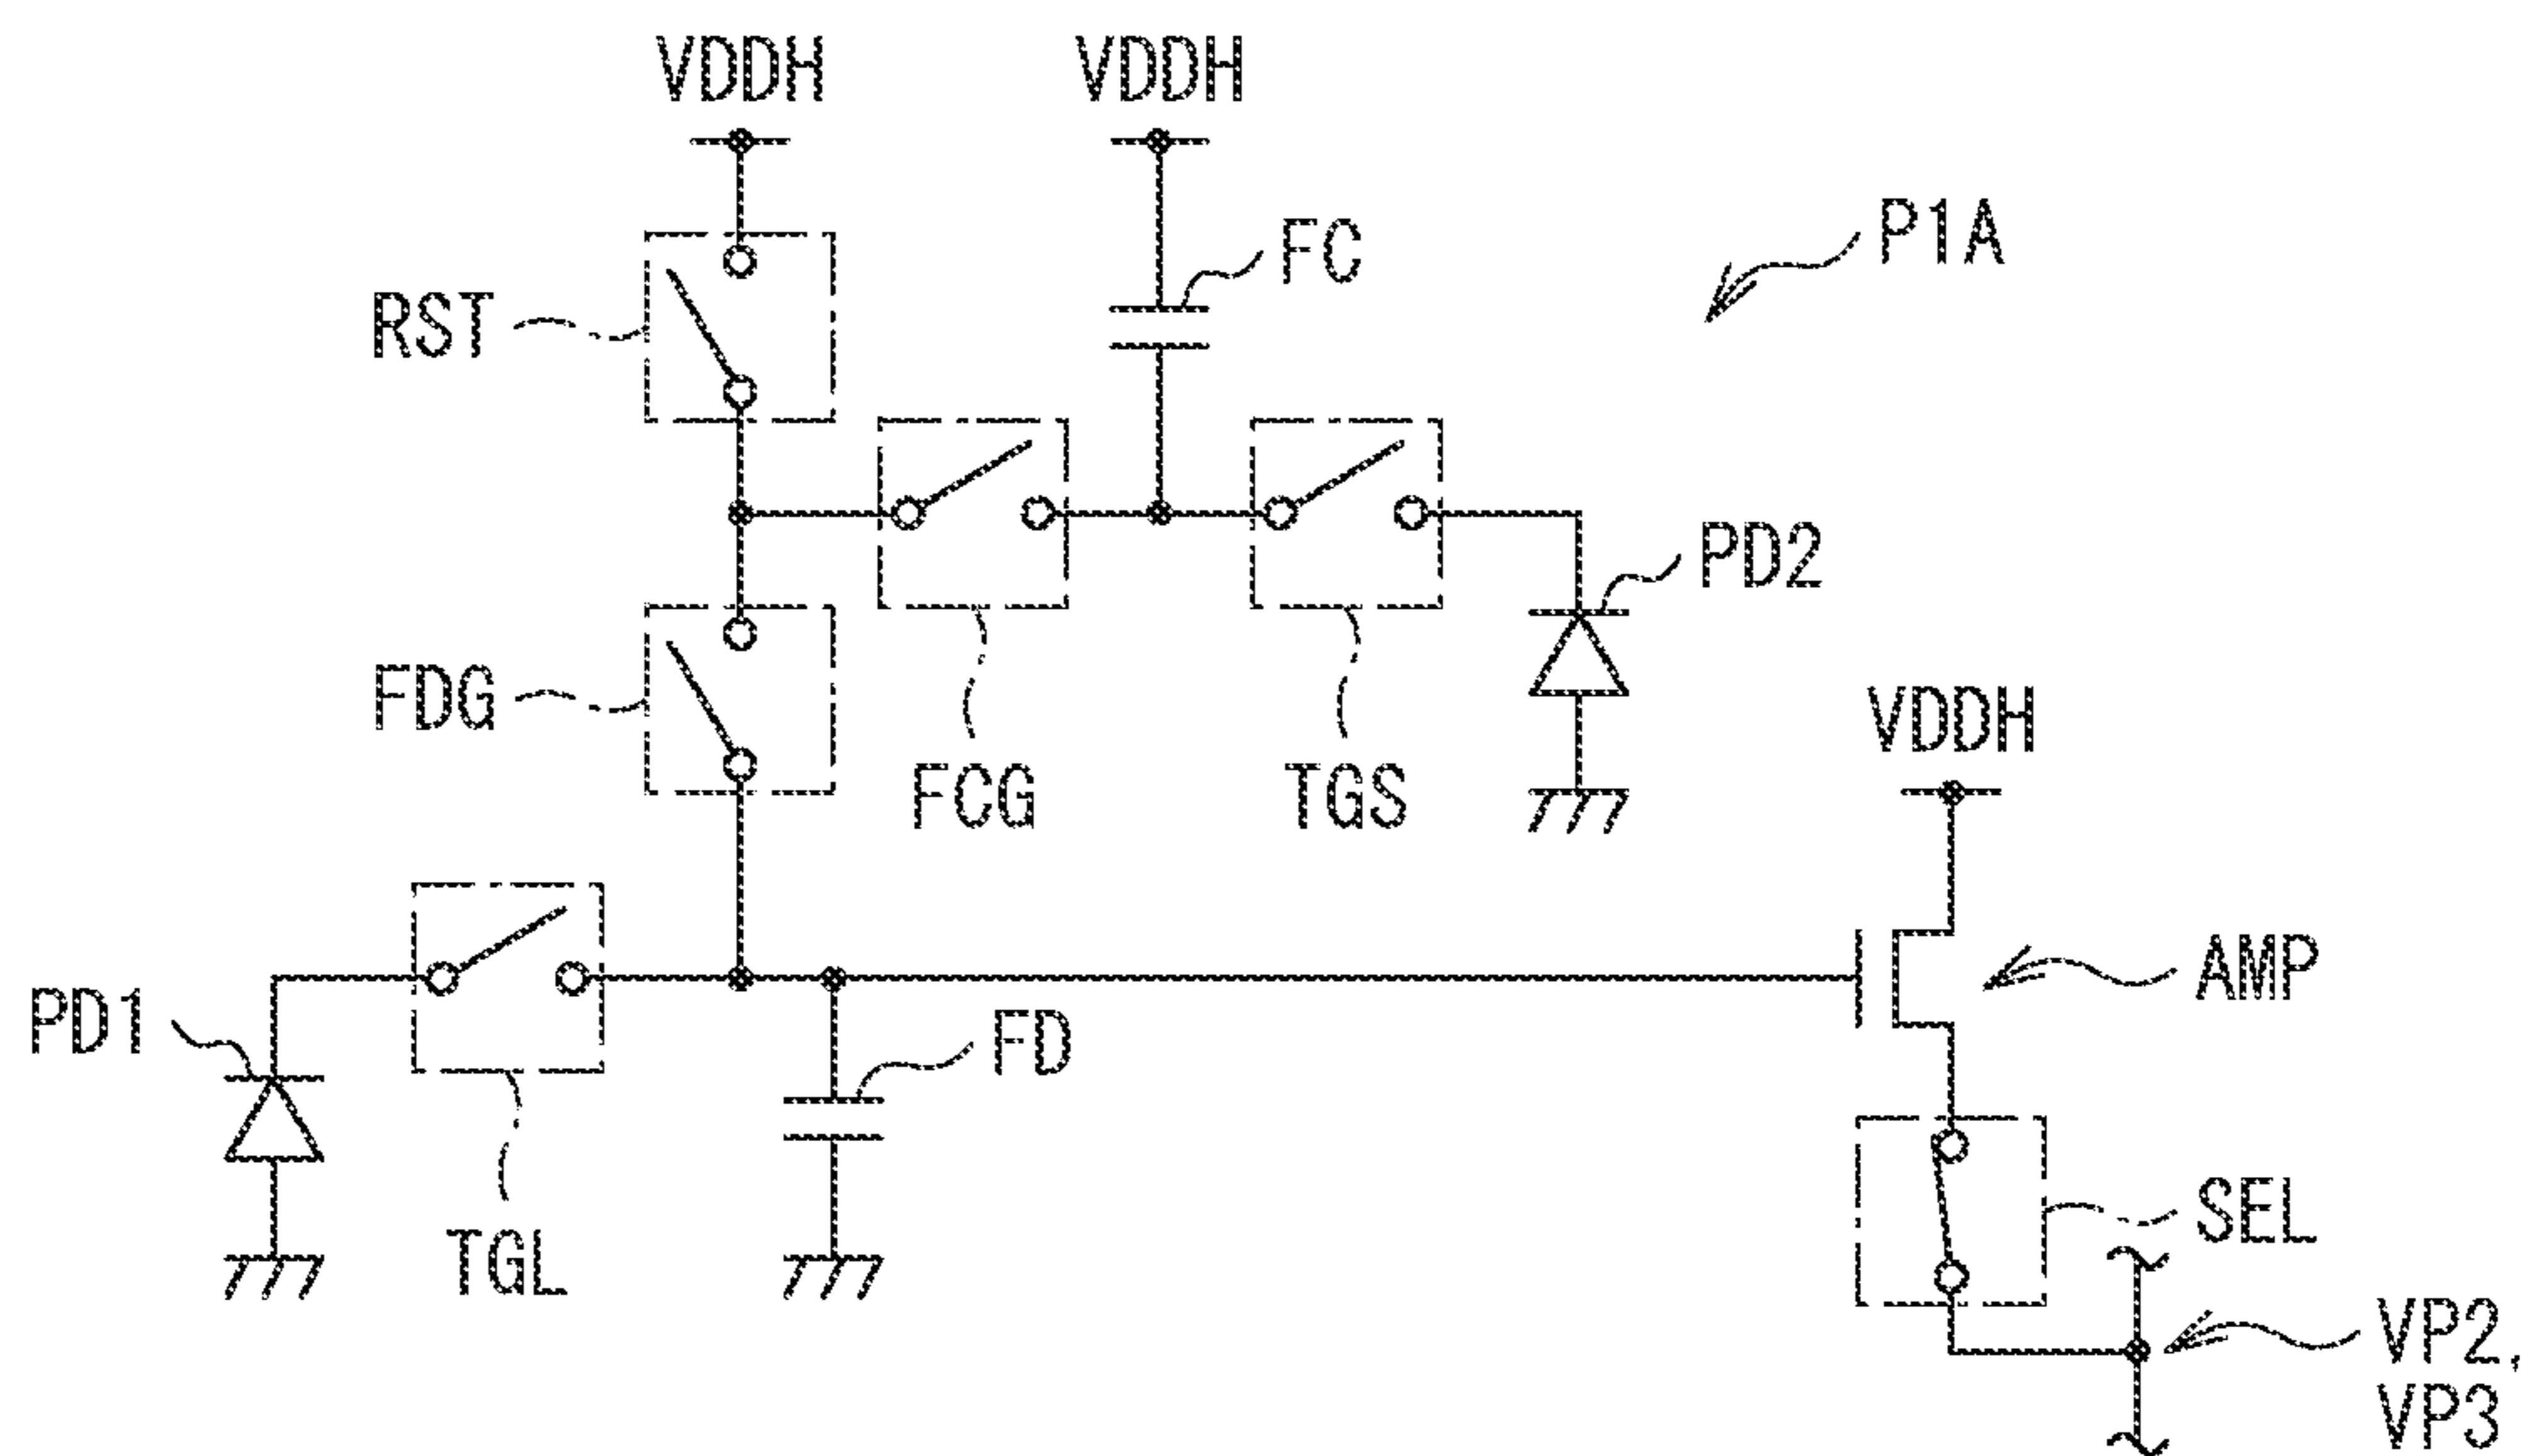 VDDH
VDDH
P1A
FC
RST
PD2
FDG
VDDH
FCG
TGS
AMP
PD1
FD
SEL
TGL
VP2,
VP3